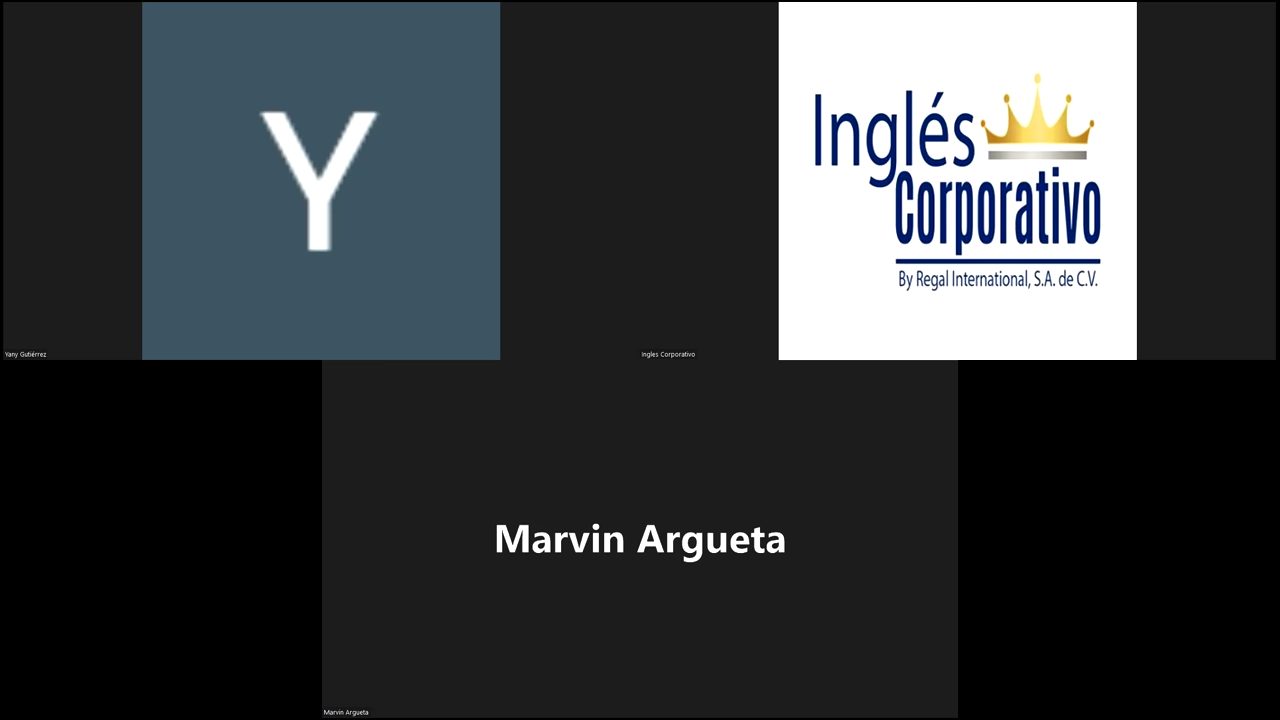 Y
Yany Gutiérrez
Inglés
Corporativo
By Regal International, S.A. de C.V.
Ingles Corporativo
Marvin Argueta
Marvin Argueta